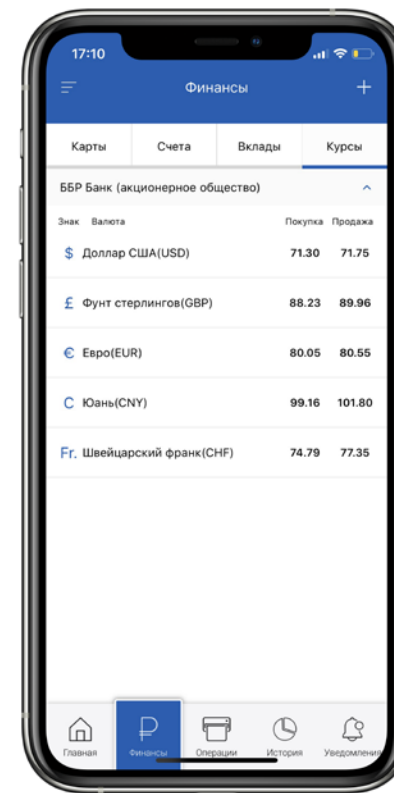 17:10
Финансы
Карты Счета Вклады Курсы
ББР Банк (акционерное общество)
Знак Валюта Покупка Продажа
$ Доллар США(USD) 71.30 71.75
£ Фунт стерлингов(GBP) 88.23 89.96
€ Евро(EUR) 80.05 80.55
C Юань(CNY) 99.16 101.80
Fr. Швейцарский франк(CHF) 74.79 77.35
Главная Финансы Операции История Уведомления